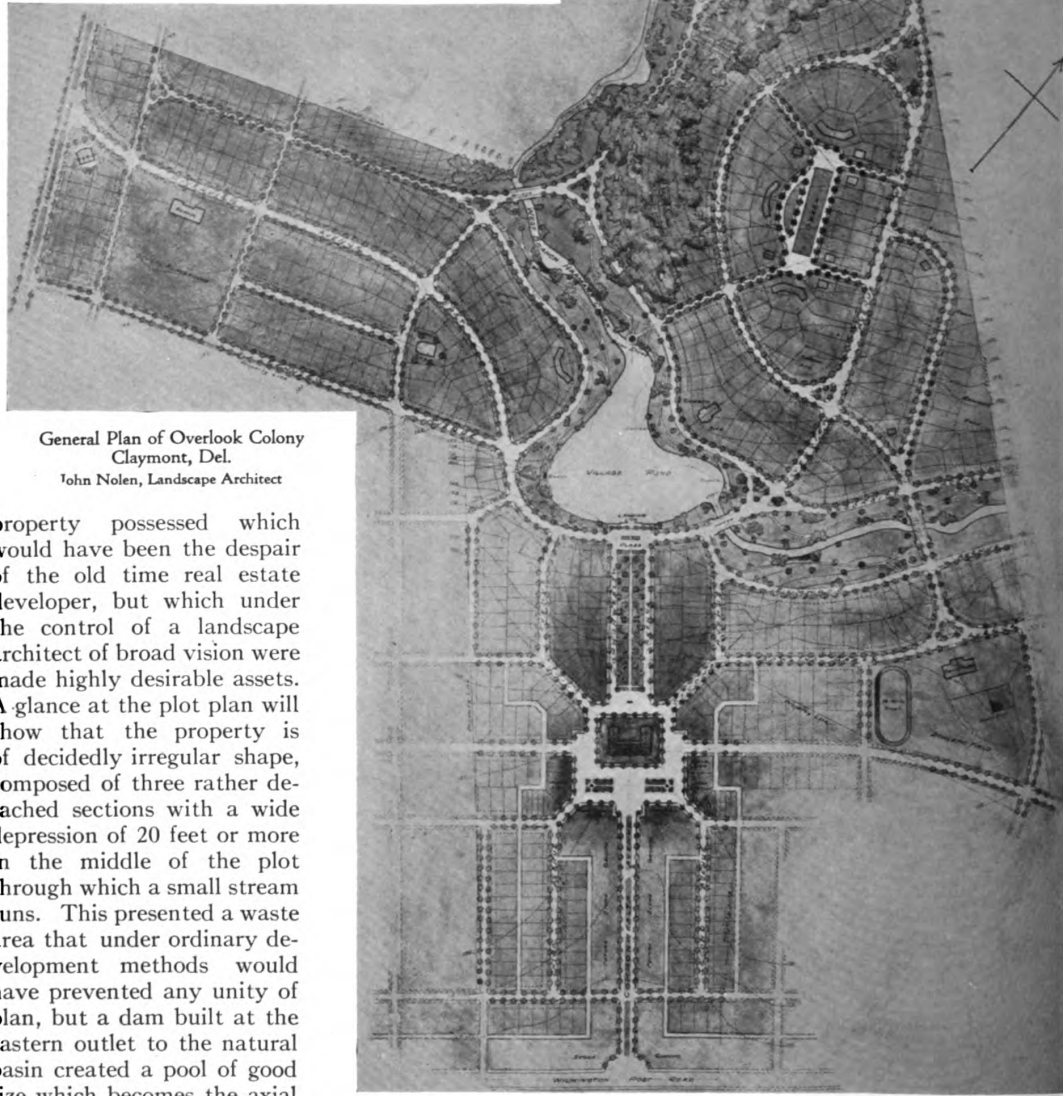 General Plan of Overlook Colony
Claymont, Del.
John Nolen, Landscape Architect
property possessed which
would have been the despair
of the old time real estate
developer, but which under
the control of a landscape
architect of broad vision were
made highly desirable assets.
A glance at the plot plan will
show that the property is
of decidedly irregular shape,
composed of three rather de-
tached sections with a wide
depression of 20 feet or more
in the middle of the plot
through which a small stream
runs. This presented a waste
area that under ordinary de-
velopment methods would
have prevented any unity of
plan, but a dam built at the
eastern outlet to the natural
basin created a pool of good
size which becomes the axial
VILLAGE POND
PLAZA
WILMINGTON POST ROAD